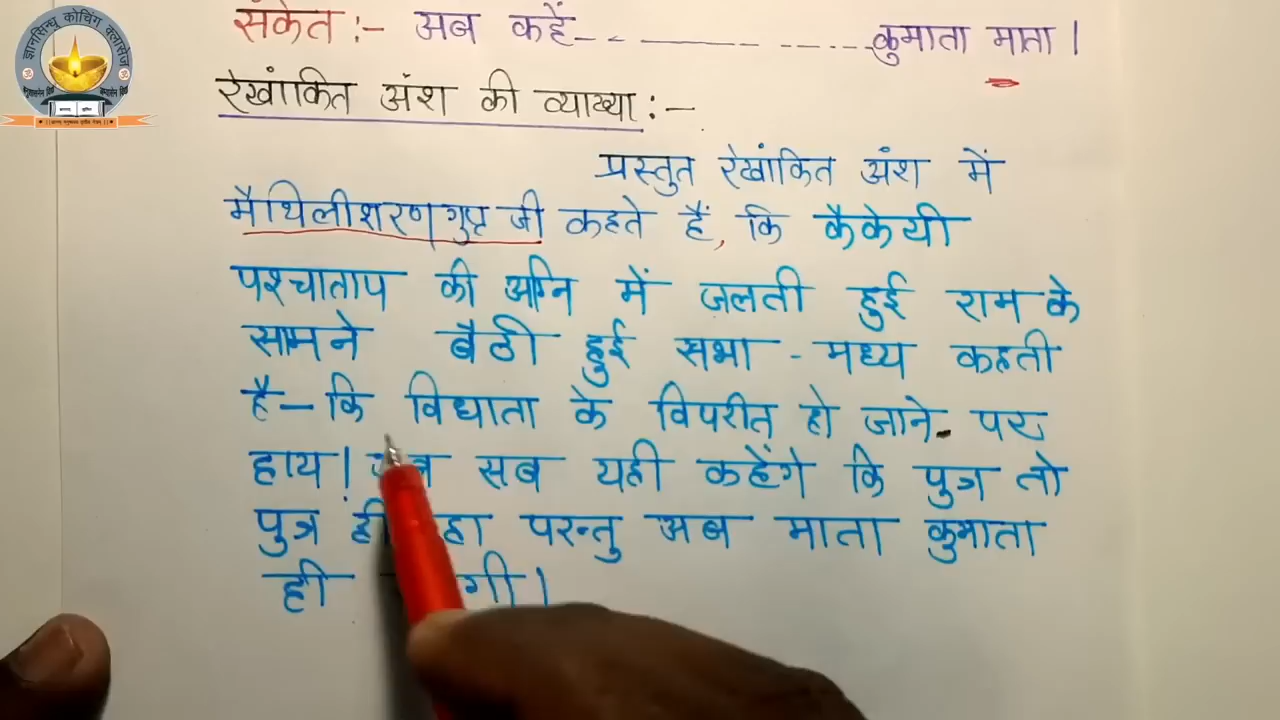 ज्ञानसिन्धु कोचिंग क्लासेज
संकेत :- अब कहें- - - ——— - - - - - - कुमाता माता ।
रेखांकित अंश की व्याख्या :-
प्रस्तुत रेखांकित अंश में
मैथिलीशरण गुप्त जी कहते हैं, कि कैकेयी
पश्चाताप की अग्नि में जलती हुई राम के
सामने बैठी हुई सभा - मध्य कहती
है - कि विधाता के विपरीत हो जाने पर
हाय! सब यही कहेंगे कि पुत्र तो
पुत्र ही परन्तु अब माता कुमाता
ही